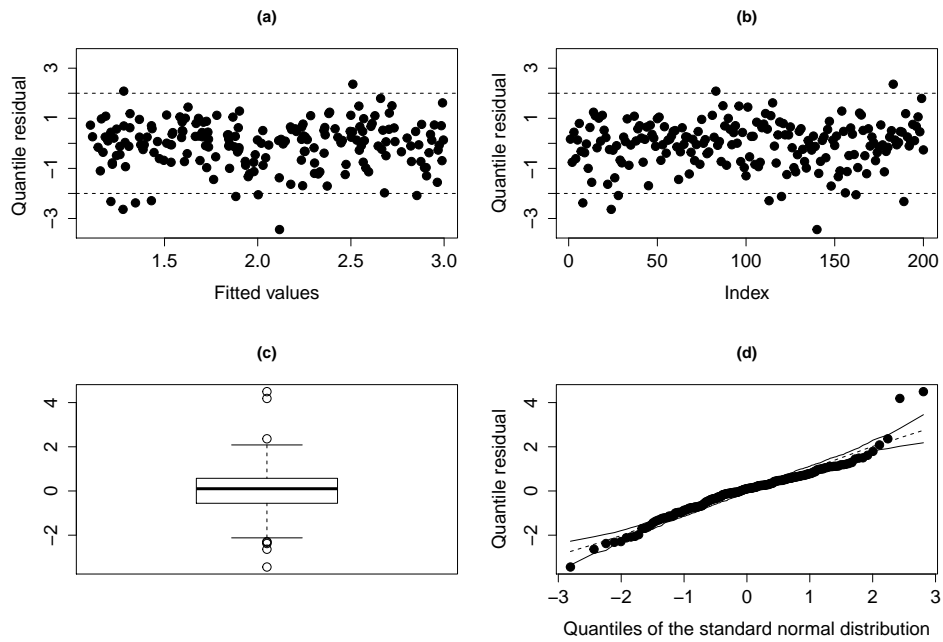 (a)
Quantile residual
3
1
−1
−3
1.5 2.0 2.5 3.0
Fitted values
(b)
Quantile residual
3
1
−1
−3
0 50 100 150 200
Index
(c)
4
2
0
−2
(d)
Quantile residual
4
2
0
−2
−3 −2 −1 0 1 2 3
Quantiles of the standard normal distribution